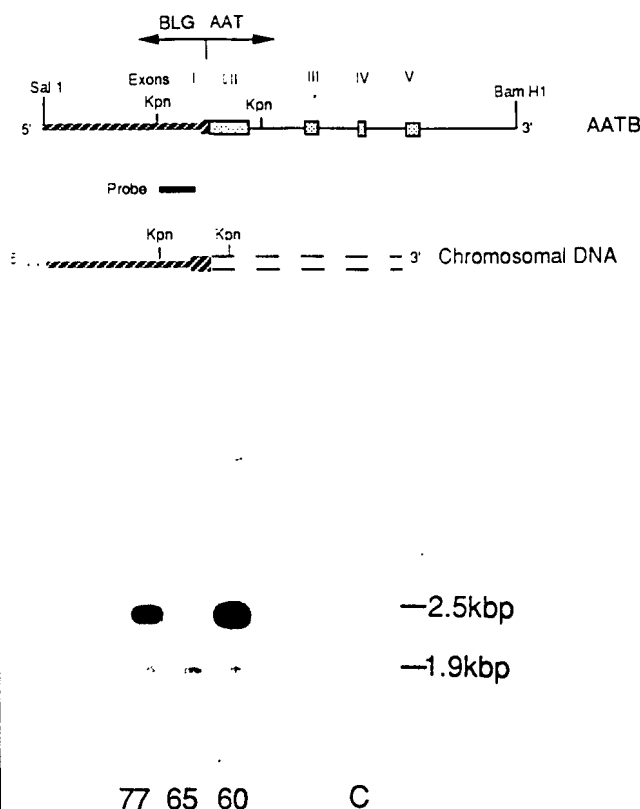 BLG AAT
Exons I I II III IV V
Sal 1 Kpn Kpn Bam H1
5' 3' AATB
Probe
Kpn Kpn
3' Chromosomal DNA
—2.5kbp
—1.9kbp
77 65 60 C